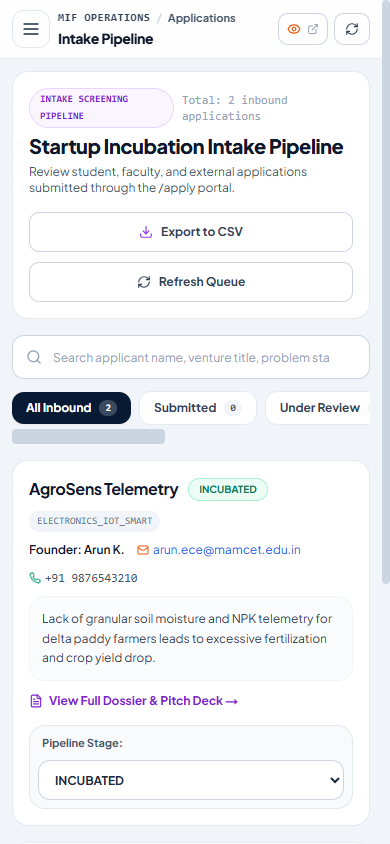 MIF OPERATIONS / Applications
Intake Pipeline
INTAKE SCREENING
PIPELINE
Total: 2 inbound
applications
Startup Incubation Intake Pipeline
Review student, faculty, and external applications
submitted through the /apply portal.
Export to CSV
Refresh Queue
Search applicant name, venture title, problem sta
All Inbound 2
Submitted 0
Under Review
AgroSens Telemetry INCUBATED
ELECTRONICS_IOT_SMART
Founder: Arun K. arun.ece@mamcet.edu.in
+91 9876543210
Lack of granular soil moisture and NPK telemetry for
delta paddy farmers leads to excessive fertilization
and crop yield drop.
View Full Dossier & Pitch Deck →
Pipeline Stage:
INCUBATED